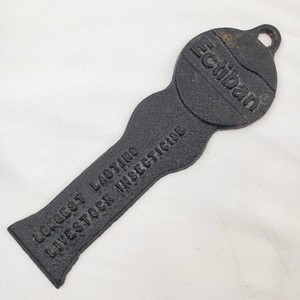 Ectiban®
LONGEST LASTING
LIVESTOCK INSECTICIDE